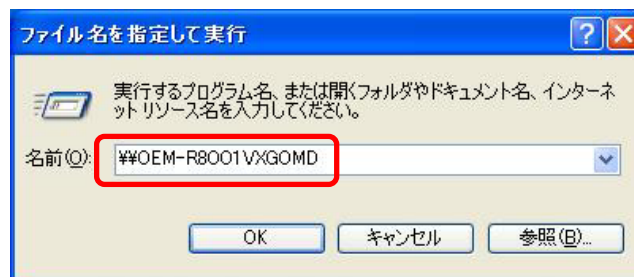 ファイル名を指定して実行
実行するプログラム名、または開くフォルダやドキュメント名、インターネ
ット リソース名を入力してください。
名前(O): ¥¥OEM-R8OO1VXGOMD
OK キャンセル 参照(B)...